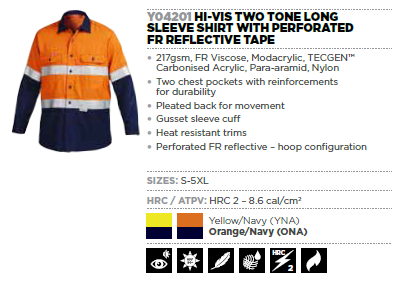 Y04201 HI-VIS TWO TONE LONG
SLEEVE SHIRT WITH PERFORATED
FR REFLECTIVE TAPE
• 217gsm, FR Viscose, Modacrylic, TECGEN™
Carbonised Acrylic, Para-aramid, Nylon
• Two chest pockets with reinforcements
for durability
• Pleated back for movement
• Gusset sleeve cuff
• Heat resistant trims
• Perforated FR reflective – hoop configuration
SIZES: S-5XL
HRC / ATPV: HRC 2 – 8.6 cal/cm²
Yellow/Navy (YNA)
Orange/Navy (ONA)
HRC
2